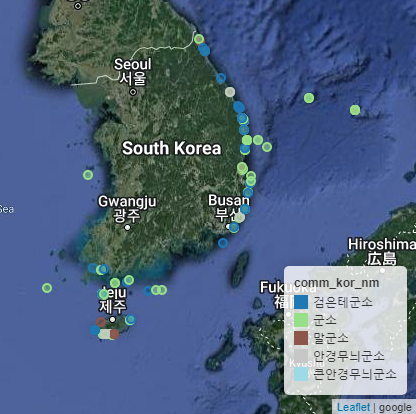 Seoul
서울
South Korea
Gwangju
광주
Busan
부산
Sea
Hiroshima
広島
Jeju
제주
comm_kor_nm
검은테군소
군소
말군소
안경무늬군소
큰안경무늬군소
Leaflet | google